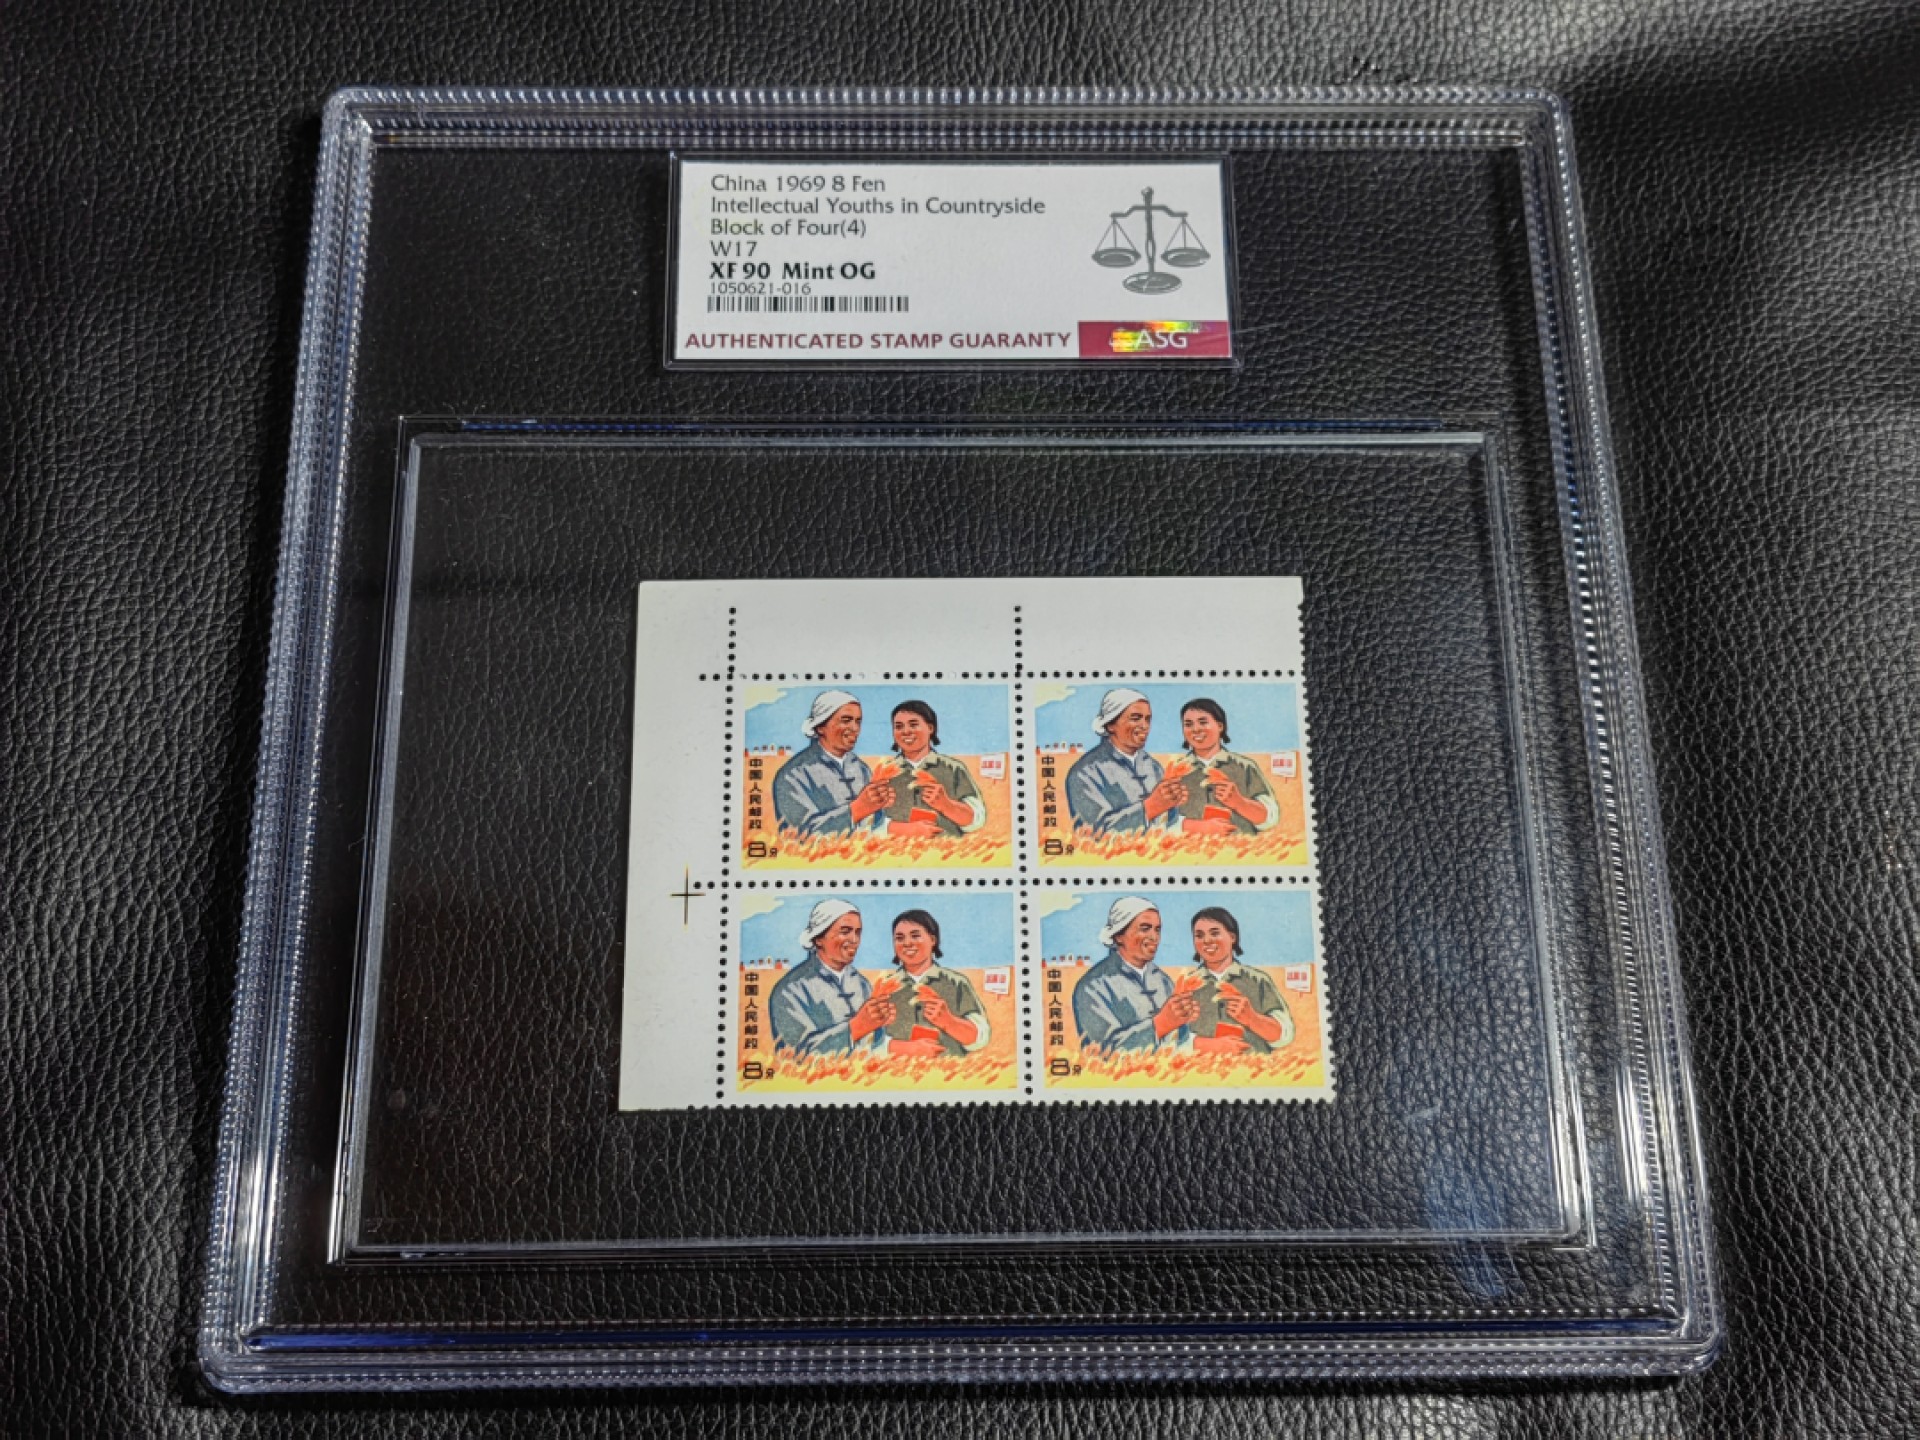 China 1969 8 Fen
Intellectual Youths in Countryside
Block of Four(4)
W17
XF 90 Mint OG
1050621-016
AUTHENTICATED STAMP GUARANTY
ASG
中国人民邮政
8分
中国人民邮政
8分
中国人民邮政
8分
中国人民邮政
8分